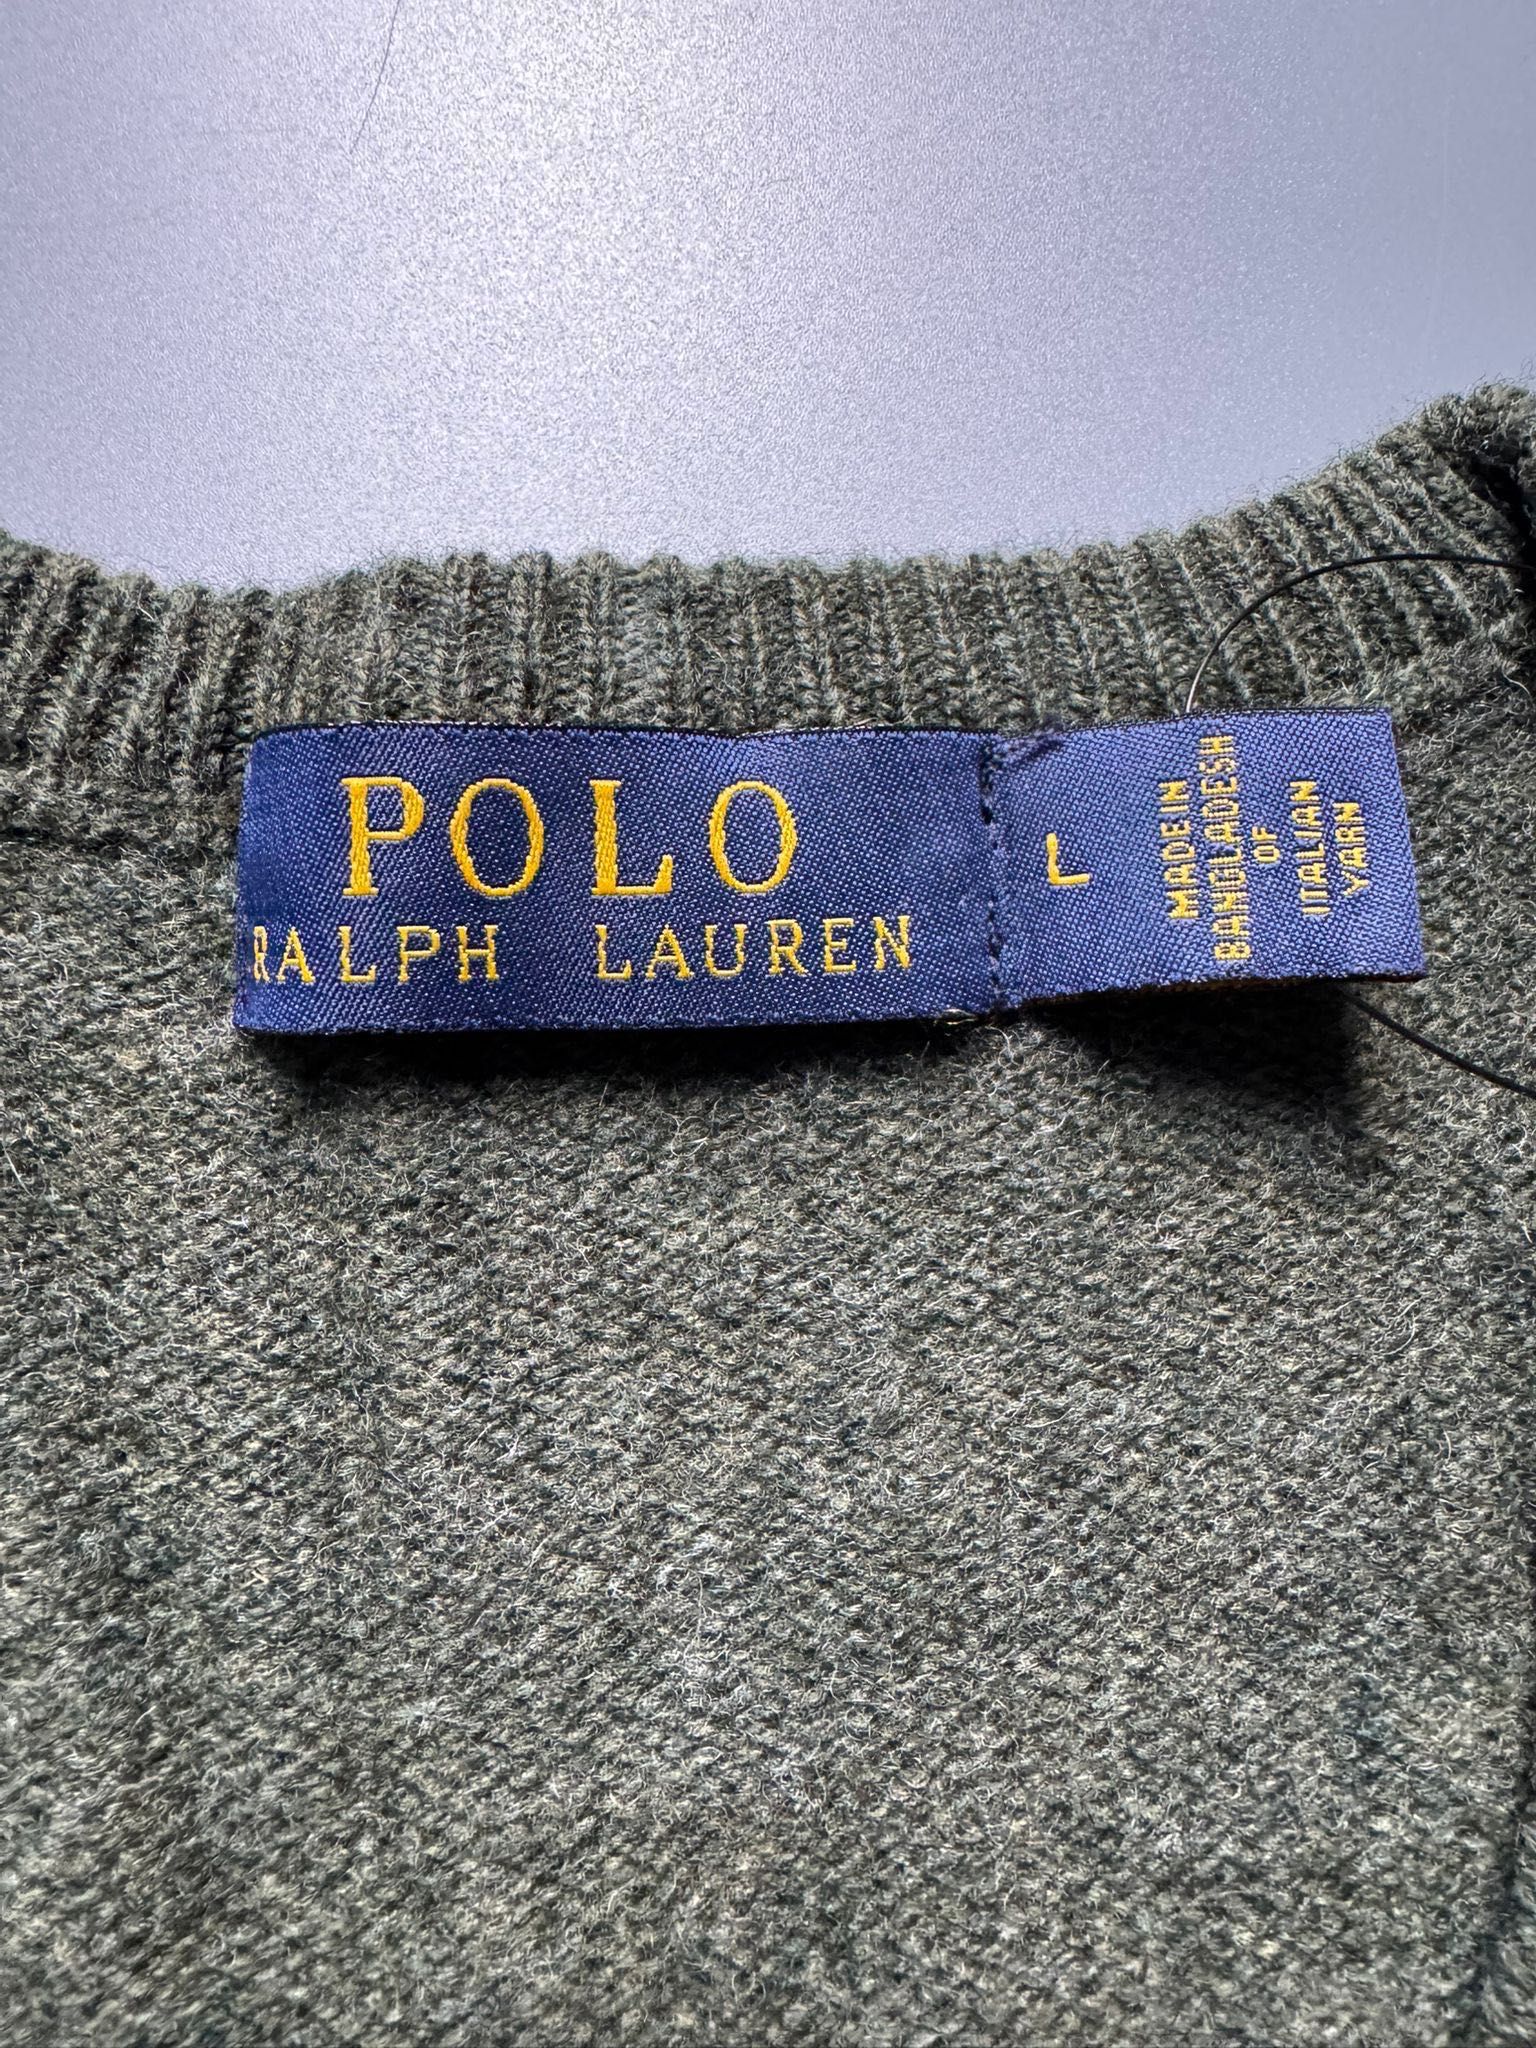 POLO
RALPH LAUREN
L
MADE IN
BANGLADESH
OF
ITALIAN
YARN